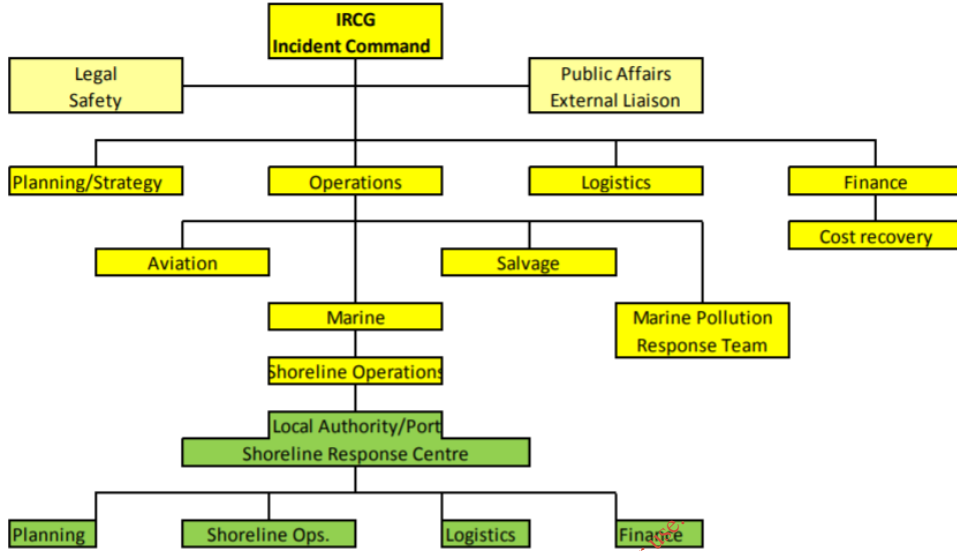 IRCG
Incident Command
Legal
Safety
Public Affairs
External Liaison
Planning/Strategy
Operations
Logistics
Finance
Cost recovery
Aviation
Salvage
Marine
Marine Pollution
Response Team
Shoreline Operations
Local Authority/Port
Shoreline Response Centre
Planning
Shoreline Ops.
Logistics
Finance
use.